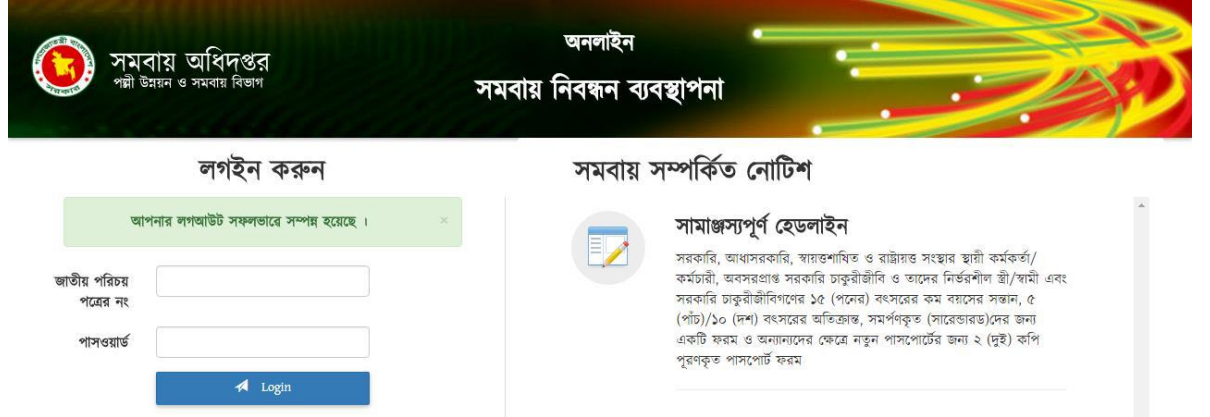 সমবায় অধিদপ্তর
পল্লী উন্নয়ন ও সমবায় বিভাগ
অনলাইন
সমবায় নিবন্ধন ব্যবস্থাপনা
লগইন করুন
আপনার লগআউট সফলভাবে সম্পন্ন হয়েছে ।
×
জাতীয় পরিচয়
পত্রের নং
পাসওয়ার্ড
Login
সমবায় সম্পর্কিত নোটিশ
সামাঞ্জস্যপূর্ণ হেডলাইন
সরকারি, আধাসরকারি, স্বায়ত্তশাষিত ও রাষ্ট্রায়ত্ত সংস্থার স্থায়ী কর্মকর্তা/
কর্মচারী, অবসরপ্রাপ্ত সরকারি চাকুরীজীবি ও তাদের নির্ভরশীল স্ত্রী/স্বামী এবং
সরকারি চাকুরীজীবিগণের ১৫ (পনের) বৎসরের কম বয়সের সন্তান, ৫
(পাঁচ)/১০ (দশ) বৎসরের অতিক্রান্ত, সমর্পণকৃত (সারেন্ডারড)দের জন্য
একটি ফরম ও অন্যান্যদের ক্ষেত্রে নতুন পাসপোর্টের জন্য ২ (দুই) কপি
পূরণকৃত পাসপোর্ট ফরম